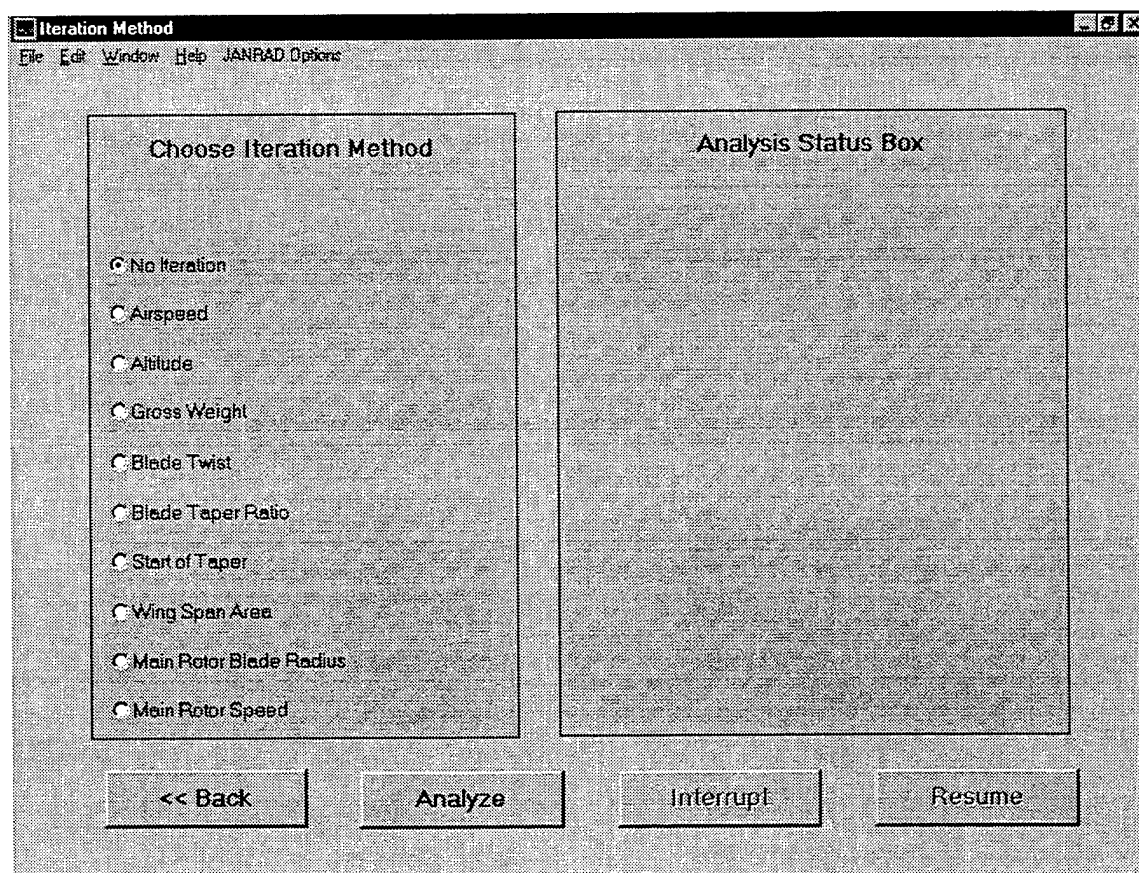 Iteration Method
File Edit Window Help JANRAD Options
Choose Iteration Method
No Iteration
Airspeed
Altitude
Gross Weight
Blade Twist
Blade Taper Ratio
Start of Taper
Wing Span Area
Main Rotor Blade Radius
Main Rotor Speed
Analysis Status Box
<< Back
Analyze
Interrupt
Resume